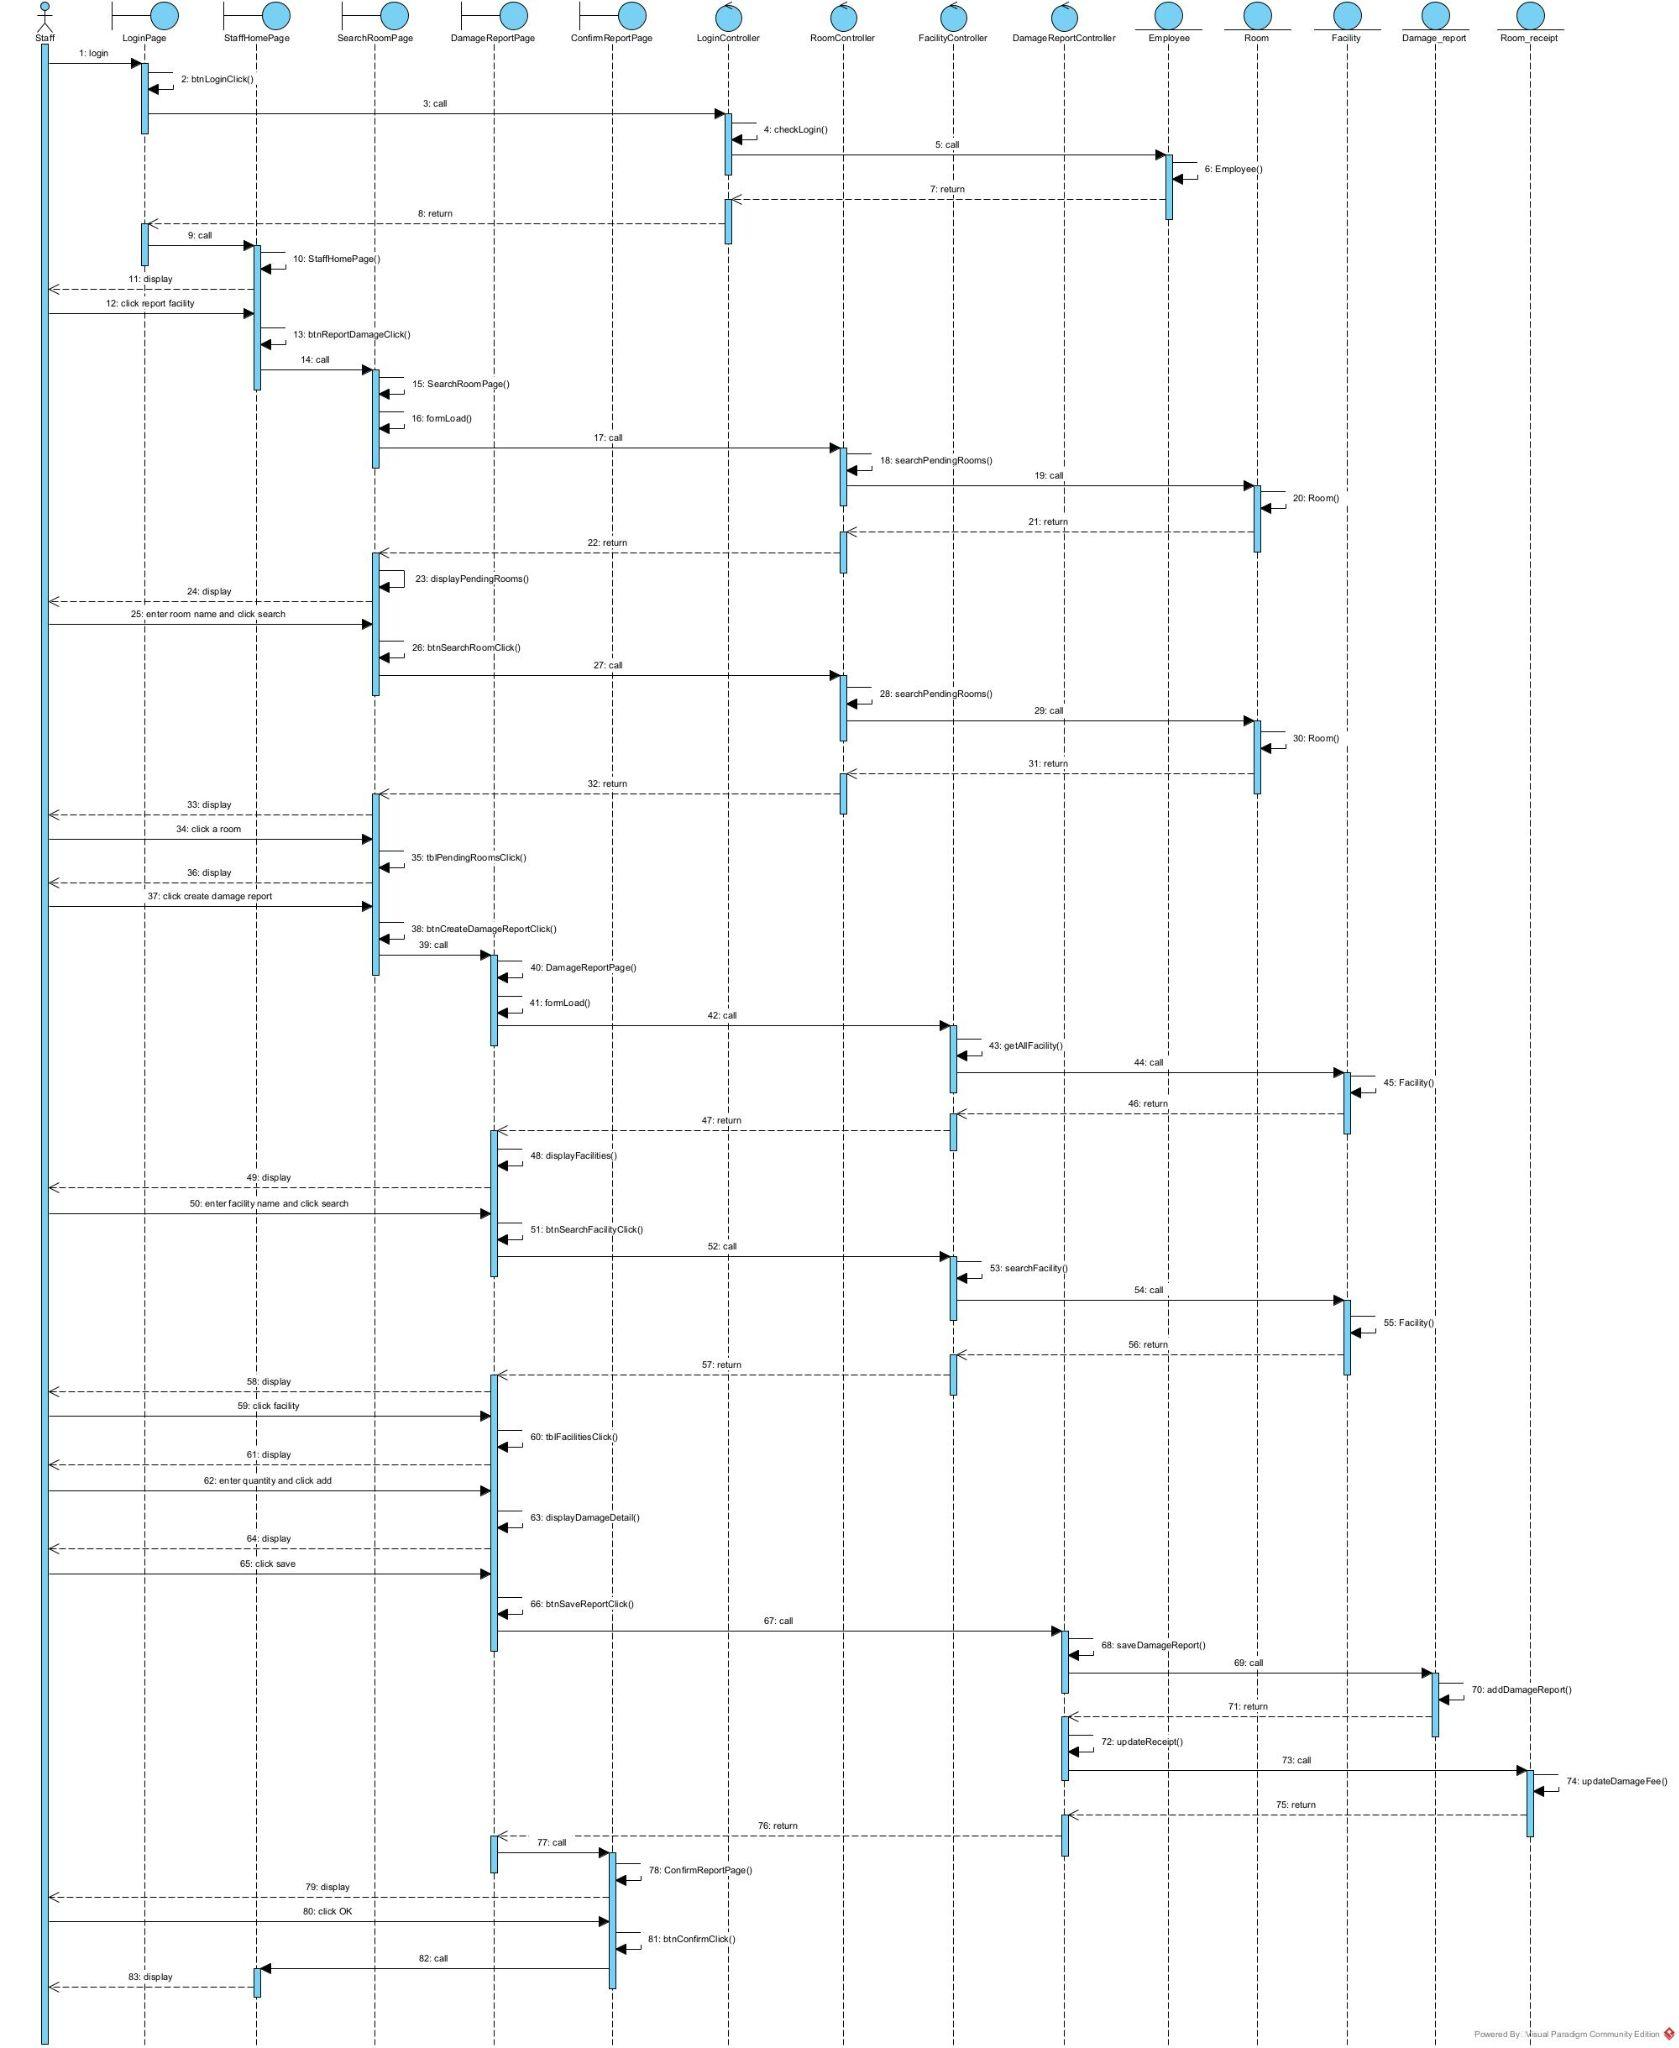 Staff
LoginPage
StaffHomePage
SearchRoomPage
DamageReportPage
ConfirmReportPage
LoginController
RoomController
FacilityController
DamageReportController
Employee
Room
Facility
Damage_report
Room_receipt
1: login
2: btnLoginClick()
3: call
4: checkLogin()
5: call
6: Employee()
7: return
8: return
9: call
10: StaffHomePage()
11: display
12: click report facility
13: btnReportDamageClick()
14: call
15: SearchRoomPage()
16: formLoad()
17: call
18: searchPendingRooms()
19: call
20: Room()
21: return
22: return
23: displayPendingRooms()
24: display
25: enter room name and click search
26: btnSearchRoomClick()
27: call
28: searchPendingRooms()
29: call
30: Room()
31: return
32: return
33: display
34: click a room
35: tblPendingRoomsClick()
36: display
37: click create damage report
38: btnCreateDamageReportClick()
39: call
40: DamageReportPage()
41: formLoad()
42: call
43: getAllFacility()
44: call
45: Facility()
46: return
47: return
48: displayFacilities()
49: display
50: enter facility name and click search
51: btnSearchFacilityClick()
52: call
53: searchFacility()
54: call
55: Facility()
56: return
57: return
58: display
59: click facility
60: tblFacilitiesClick()
61: display
62: enter quantity and click add
63: displayDamageDetail()
64: display
65: click save
66: btnSaveReportClick()
67: call
68: saveDamageReport()
69: call
70: addDamageReport()
71: return
72: updateReceipt()
73: call
74: updateDamageFee()
75: return
76: return
77: call
78: ConfirmReportPage()
79: display
80: click OK
81: btnConfirmClick()
82: call
83: display
Powered By: Visual Paradigm Community Edition